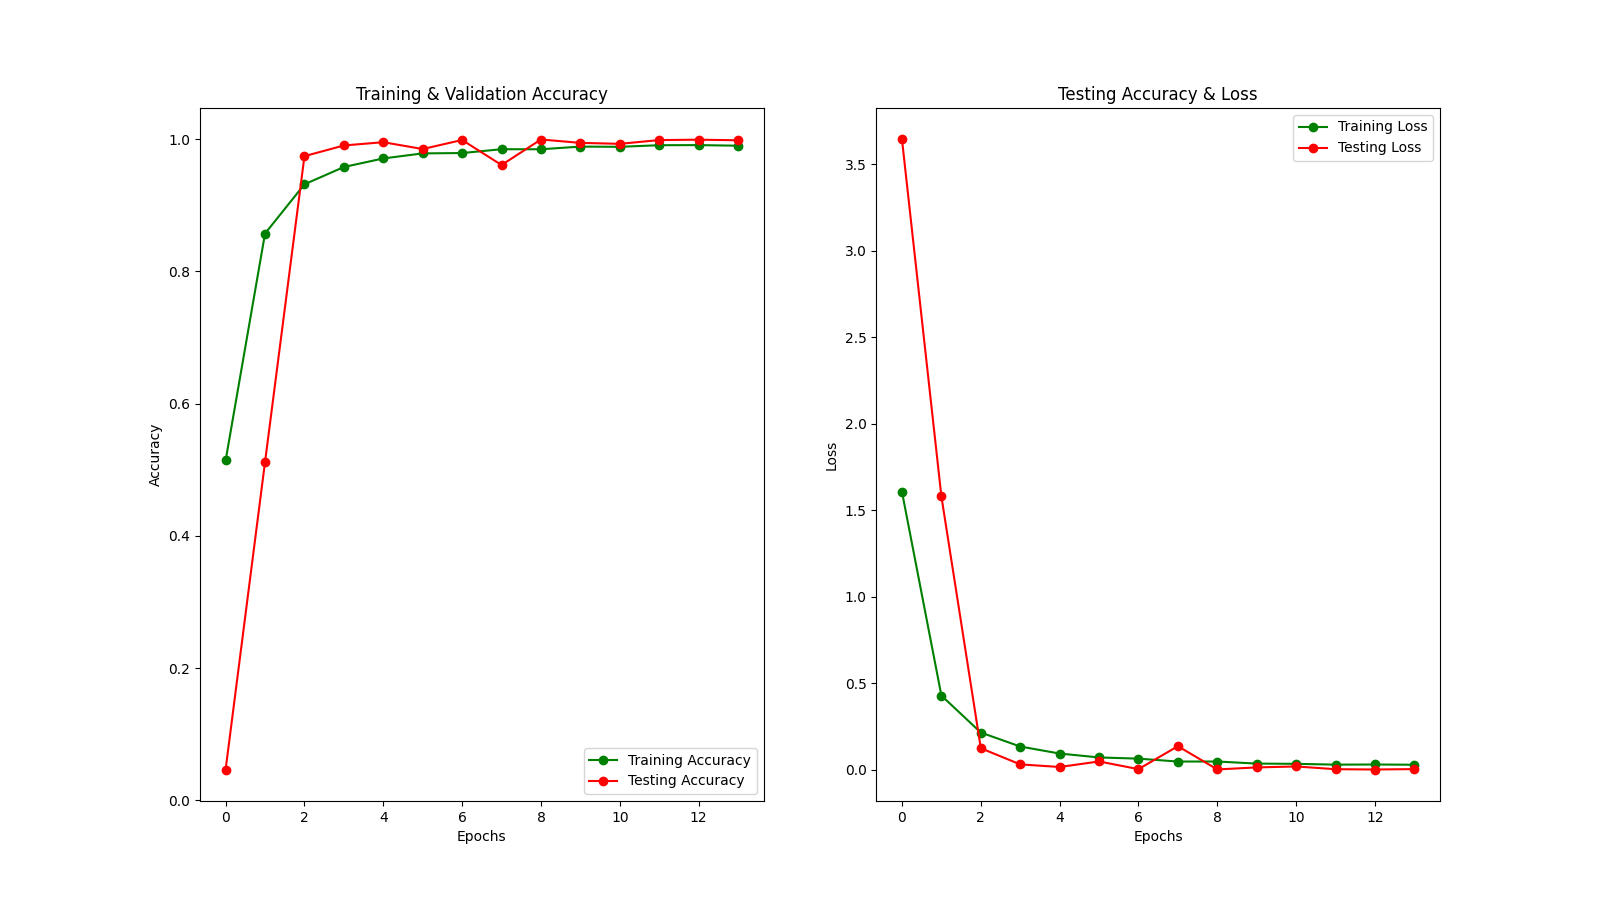 Training & Validation Accuracy
Accuracy
1.0
0.8
0.6
0.4
0.2
0.0
0 2 4 6 8 10 12
Epochs
Training Accuracy
Testing Accuracy
Testing Accuracy & Loss
Loss
3.5
3.0
2.5
2.0
1.5
1.0
0.5
0.0
0 2 4 6 8 10 12
Epochs
Training Loss
Testing Loss